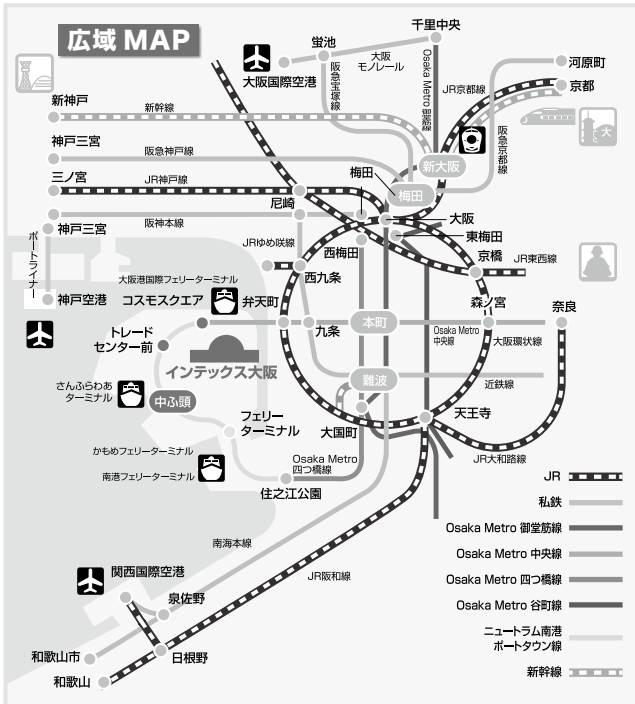 広域 MAP
千里中央
蛍池
大阪
モノレール
大阪国際空港
阪急宝塚線
Osaka Metro 御堂筋線
JR京都線
河原町
京都
新神戸
新幹線
神戸三宮
阪急神戸線
阪急京都線
新大阪
三ノ宮
JR神戸線
梅田
梅田
尼崎
大阪
阪神本線
神戸三宮
東梅田
西梅田
京橋
ポートライナー
JRゆめ咲線
JR東西線
大阪港国際フェリーターミナル
西九条
神戸空港
コスモスクエア
弁天町
森ノ宮
奈良
トレード
センター前
九条
本町
Osaka Metro
中央線
大阪環状線
インテックス大阪
近鉄線
難波
さんふらわあ
ターミナル
中ふ頭
フェリー
ターミナル
大国町
天王寺
かもめフェリーターミナル
南港フェリーターミナル
Osaka Metro
四つ橋線
JR大和路線
住之江公園
JR
私鉄
Osaka Metro 御堂筋線
Osaka Metro 中央線
Osaka Metro 四つ橋線
Osaka Metro 谷町線
ニュートラム南港
ポートタウン線
新幹線
南海本線
関西国際空港
JR阪和線
泉佐野
和歌山市
日根野
和歌山
大